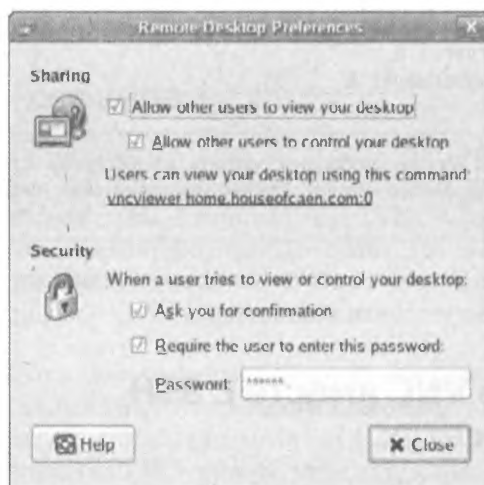 Remote Desktop Preferences
Sharing
Allow other users to view your desktop
Allow other users to control your desktop
Users can view your desktop using this command:
vncviewer home.houseofcaen.com:0
Security
When a user tries to view or control your desktop:
Ask you for confirmation
Require the user to enter this password:
Password: ******
Help
Close